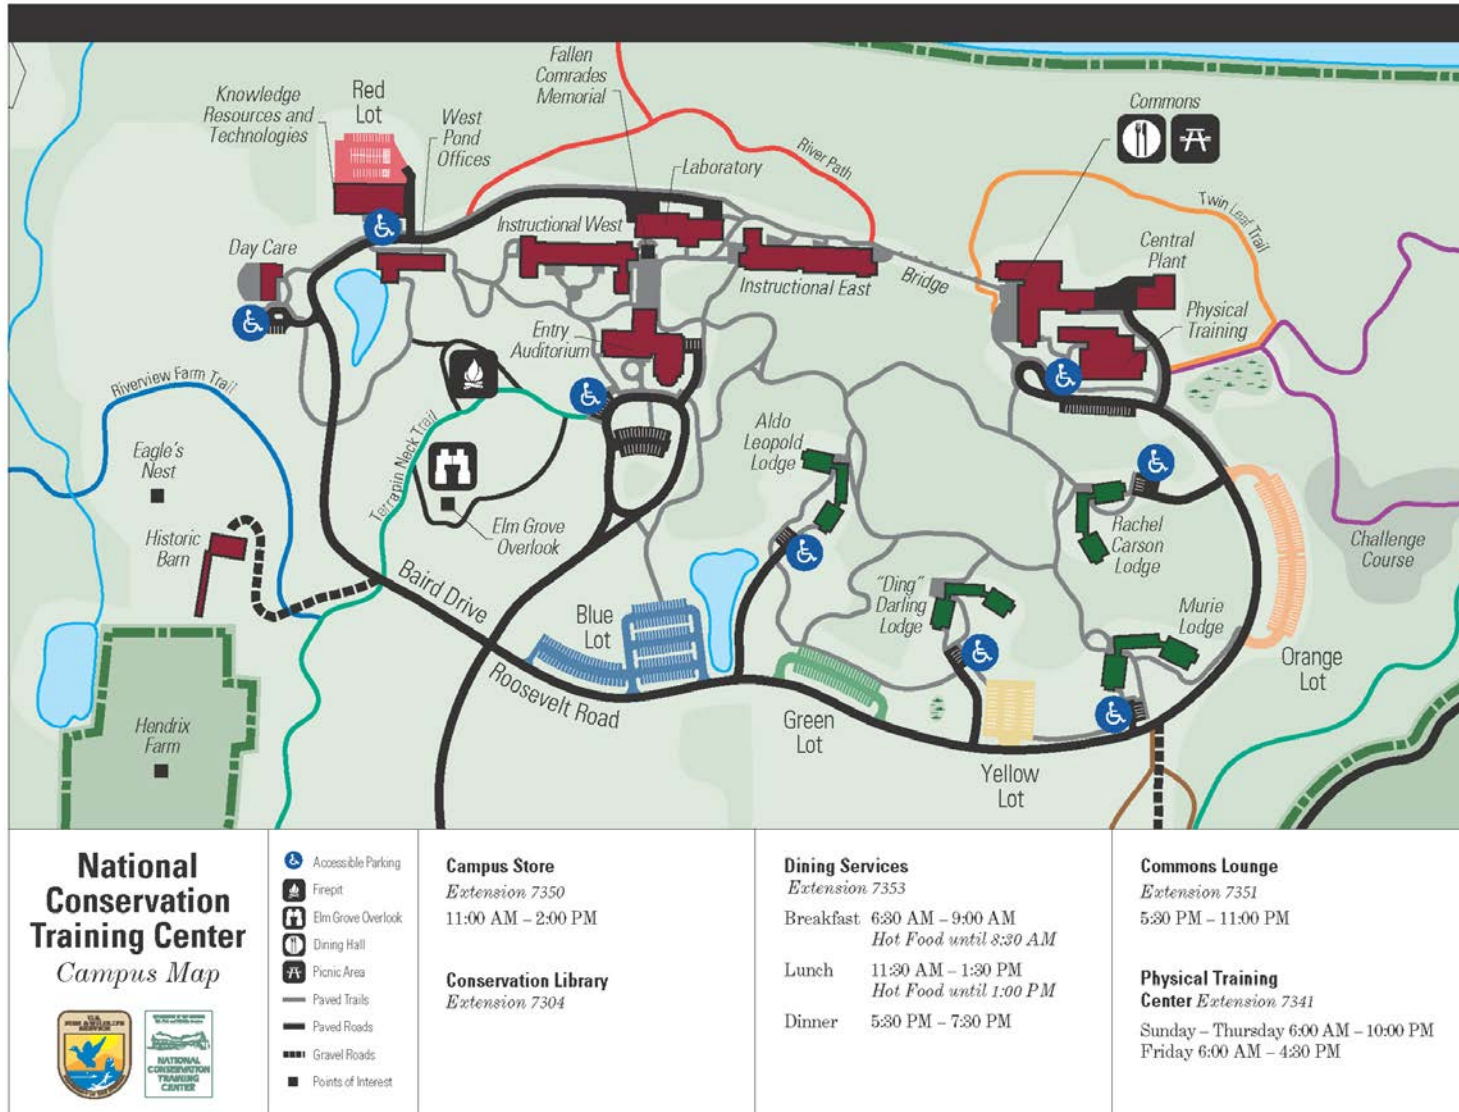 Fallen
Comrades
Memorial
Knowledge
Resources and
Technologies
Red
Lot
West
Pond
Offices
Commons
Laboratory
River Path
Twin Leaf Trail
Instructional West
Day Care
Central
Plant
Bridge
Instructional East
Physical
Training
Entry
Auditorium
Riverview Farm Trail
Aldo
Leopold
Lodge
Terrapin Neck Trail
Eagle's
Nest
Elm Grove
Overlook
Historic
Barn
Rachel
Carson
Lodge
Challenge
Course
Baird Drive
"Ding"
Darling
Lodge
Blue
Lot
Murie
Lodge
Orange
Lot
Roosevelt Road
Green
Lot
Hendrix
Farm
Yellow
Lot
National
Conservation
Training Center
Campus Map
U.S.
FISH & WILDLIFE
SERVICE
NATIONAL
CONSERVATION
TRAINING
CENTER
Accessible Parking
Firepit
Elm Grove Overlook
Dining Hall
Picnic Area
Paved Trails
Paved Roads
Gravel Roads
Points of Interest
Campus Store
Extension 7350
11:00 AM – 2:00 PM
Conservation Library
Extension 7304
Dining Services
Extension 7353
Breakfast 6:30 AM – 9:00 AM
Hot Food until 8:30 AM
Lunch 11:30 AM – 1:30 PM
Hot Food until 1:00 PM
Dinner 5:30 PM – 7:30 PM
Commons Lounge
Extension 7351
5:30 PM – 11:00 PM
Physical Training
Center Extension 7341
Sunday – Thursday 6:00 AM – 10:00 PM
Friday 6:00 AM – 4:30 PM